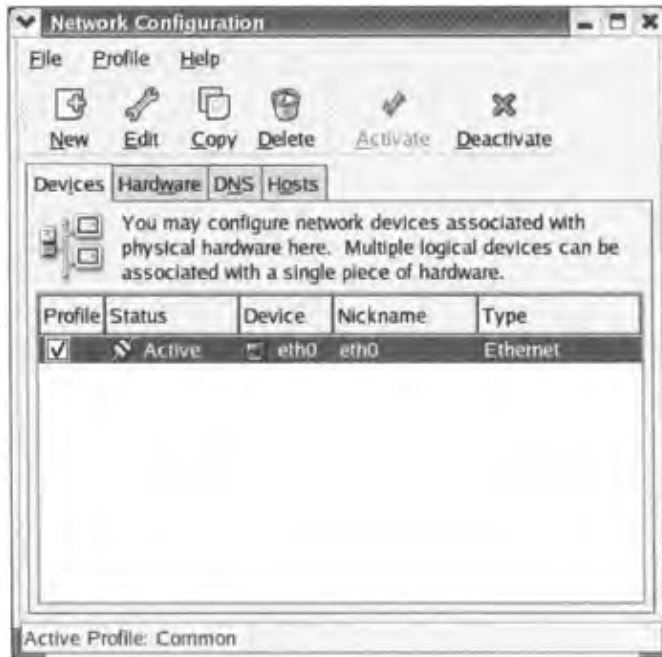 Network Configuration
File Profile Help
New Edit Copy Delete Activate Deactivate
Devices Hardware DNS Hosts
You may configure network devices associated with
physical hardware here. Multiple logical devices can be
associated with a single piece of hardware.
Profile Status Device Nickname Type
Active eth0 eth0 Ethernet
Active Profile: Common